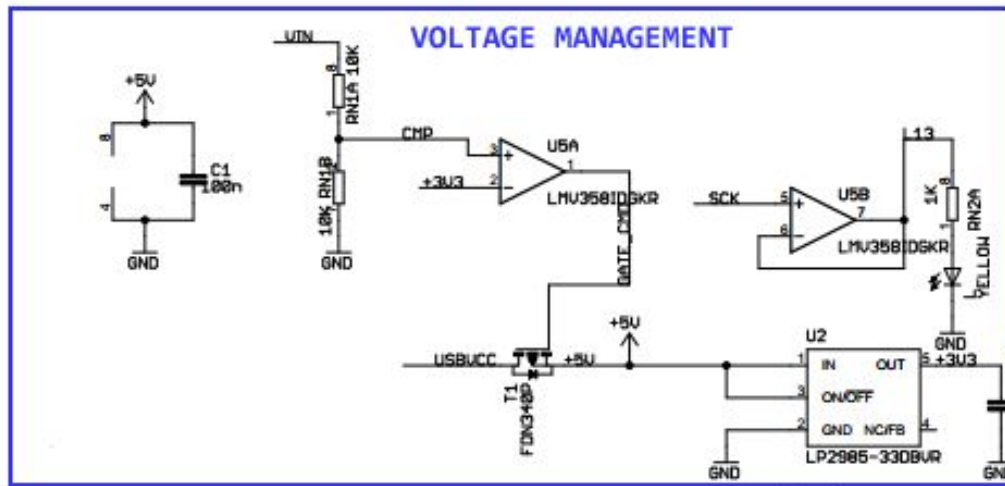 VOLTAGE MANAGEMENT
VIN
8
RN1A 10K
1
+5V
8
C1
100n
4
GND
CMP
10K RN1B
GND
+3V3
3
2
+
-
1
U5A
LMV358IDGKR
GATE_CMD
SCK
5
6
+
-
7
U5B
LMV358IDGKR
L
13
8
1K
RN2A
1
L
YELLOW
GND
USBVCC
T1
FDN340P
+5V
+5V
U2
1
IN
OUT
5
+3V3
3
ON/OFF
2
GND
NC/FB
4
LP2985-33DBVR
GND
GND